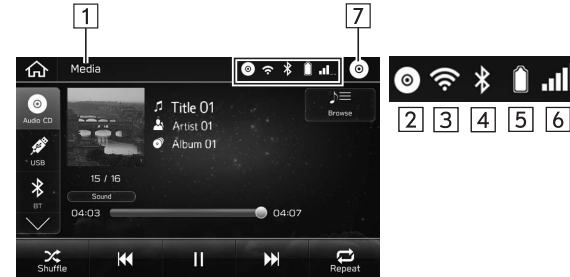 1
7
Media
Audio CD
Title 01
Artist 01
Album 01
Browse
USB
15 / 16
Sound
BT
04:03
04:07
Shuffle
Repeat
2 3 4 5 6